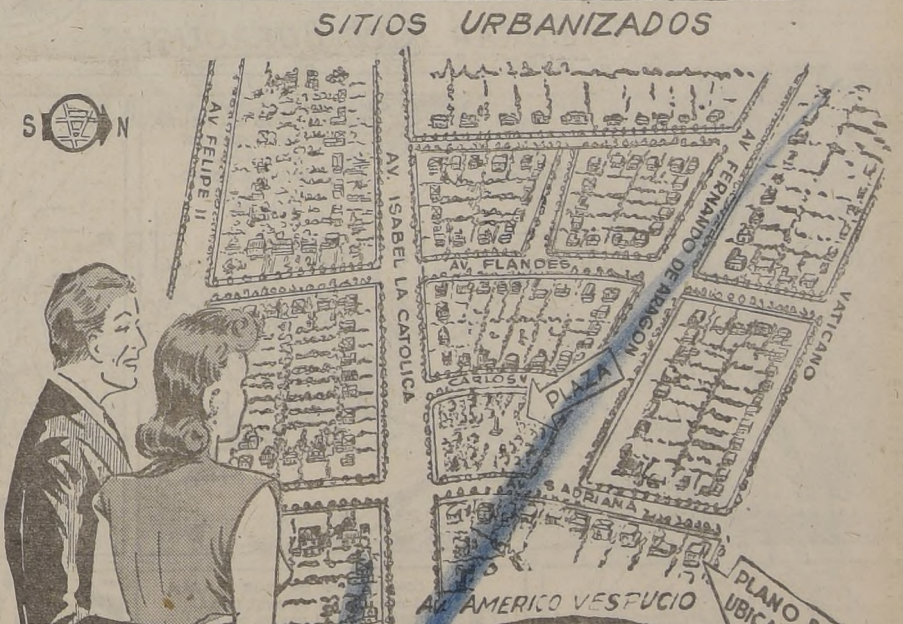 SITIOS URBANIZADOS
S N
AV. FELIPE II
AV. ISABEL LA CATOLICA
AV. FERNANDO DE ARAGON
VATICANO
AV. FLANDES
CARLOS V
PLAZA
S. ADRIANA
AV. AMERICO VESPUCIO
PLANO